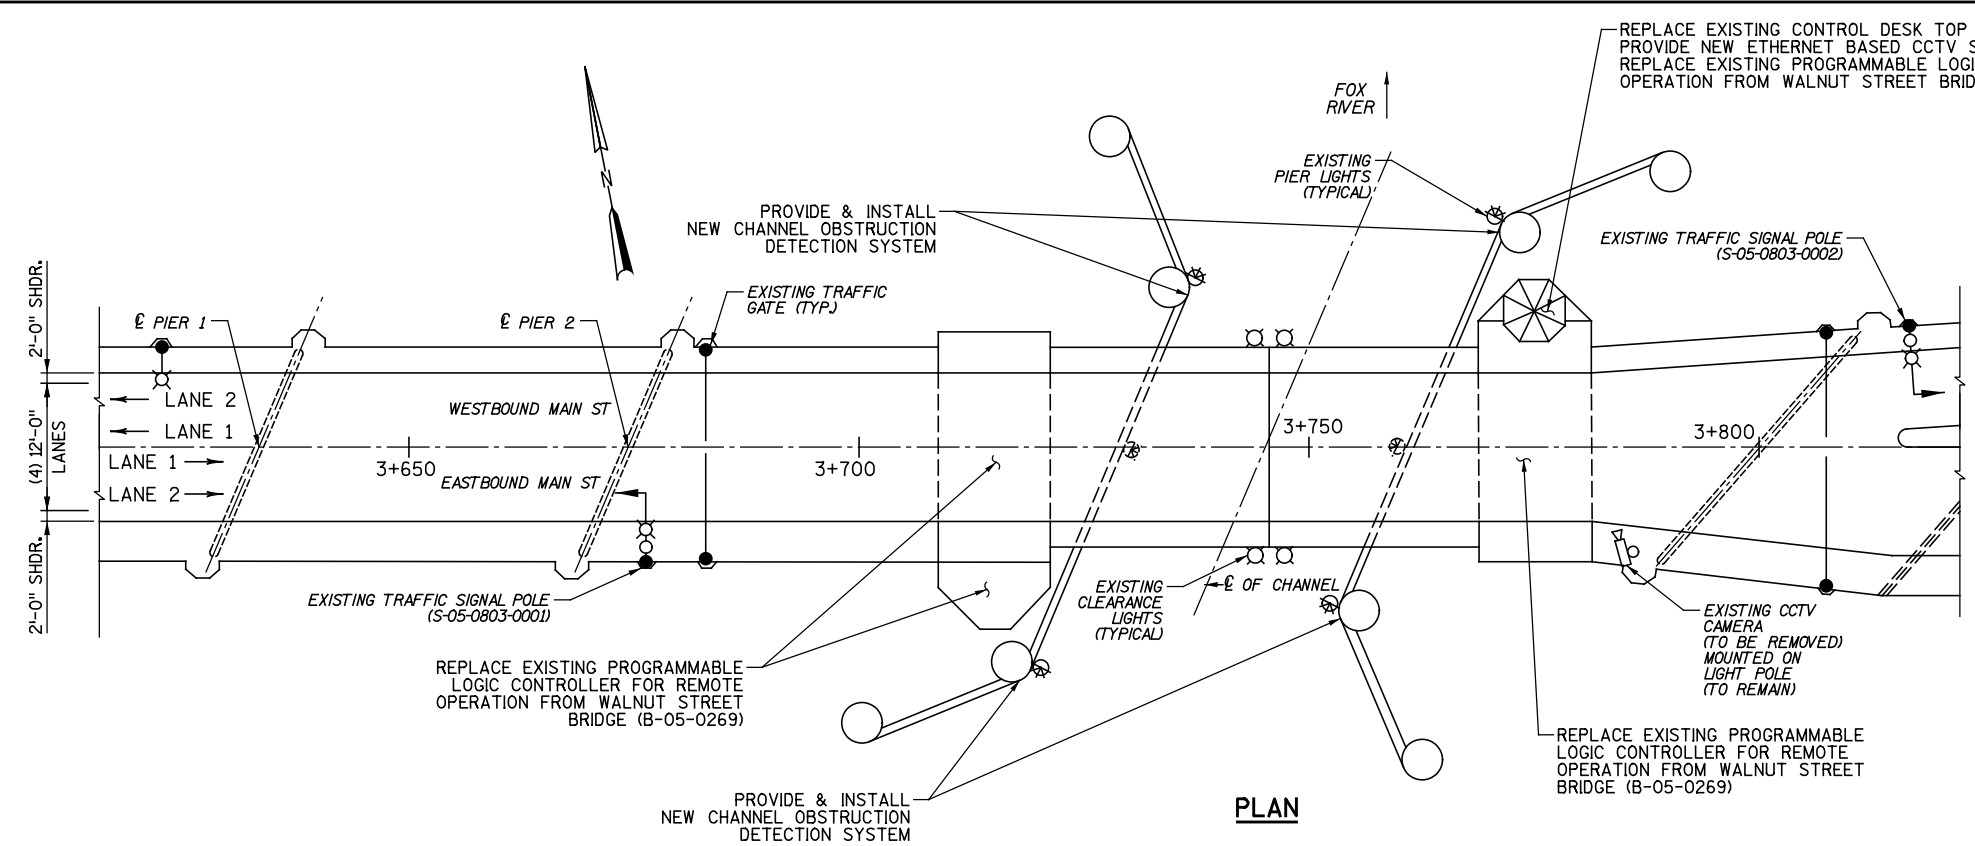 REPLACE EXISTING CONTROL DESK TOP
PROVIDE NEW ETHERNET BASED CCTV S
REPLACE EXISTING PROGRAMMABLE LOGI
OPERATION FROM WALNUT STREET BRID
FOX
RIVER
N
EXISTING
PIER LIGHTS
(TYPICAL)
PROVIDE & INSTALL
NEW CHANNEL OBSTRUCTION
DETECTION SYSTEM
EXISTING TRAFFIC SIGNAL POLE
(S-05-0803-0002)
EXISTING TRAFFIC
GATE (TYP.)
℄ PIER 1
℄ PIER 2
2'-0" SHDR.
(4) 12'-0"
LANES
2'-0" SHDR.
LANE 2
LANE 1
LANE 1
LANE 2
WESTBOUND MAIN ST
EASTBOUND MAIN ST
3+650
3+700
3+750
3+800
EXISTING TRAFFIC SIGNAL POLE
(S-05-0803-0001)
EXISTING
CLEARANCE
LIGHTS
(TYPICAL)
℄ OF CHANNEL
EXISTING CCTV
CAMERA
(TO BE REMOVED)
MOUNTED ON
LIGHT POLE
(TO REMAIN)
REPLACE EXISTING PROGRAMMABLE
LOGIC CONTROLLER FOR REMOTE
OPERATION FROM WALNUT STREET
BRIDGE (B-05-0269)
REPLACE EXISTING PROGRAMMABLE
LOGIC CONTROLLER FOR REMOTE
OPERATION FROM WALNUT STREET
BRIDGE (B-05-0269)
PROVIDE & INSTALL
NEW CHANNEL OBSTRUCTION
DETECTION SYSTEM
PLAN